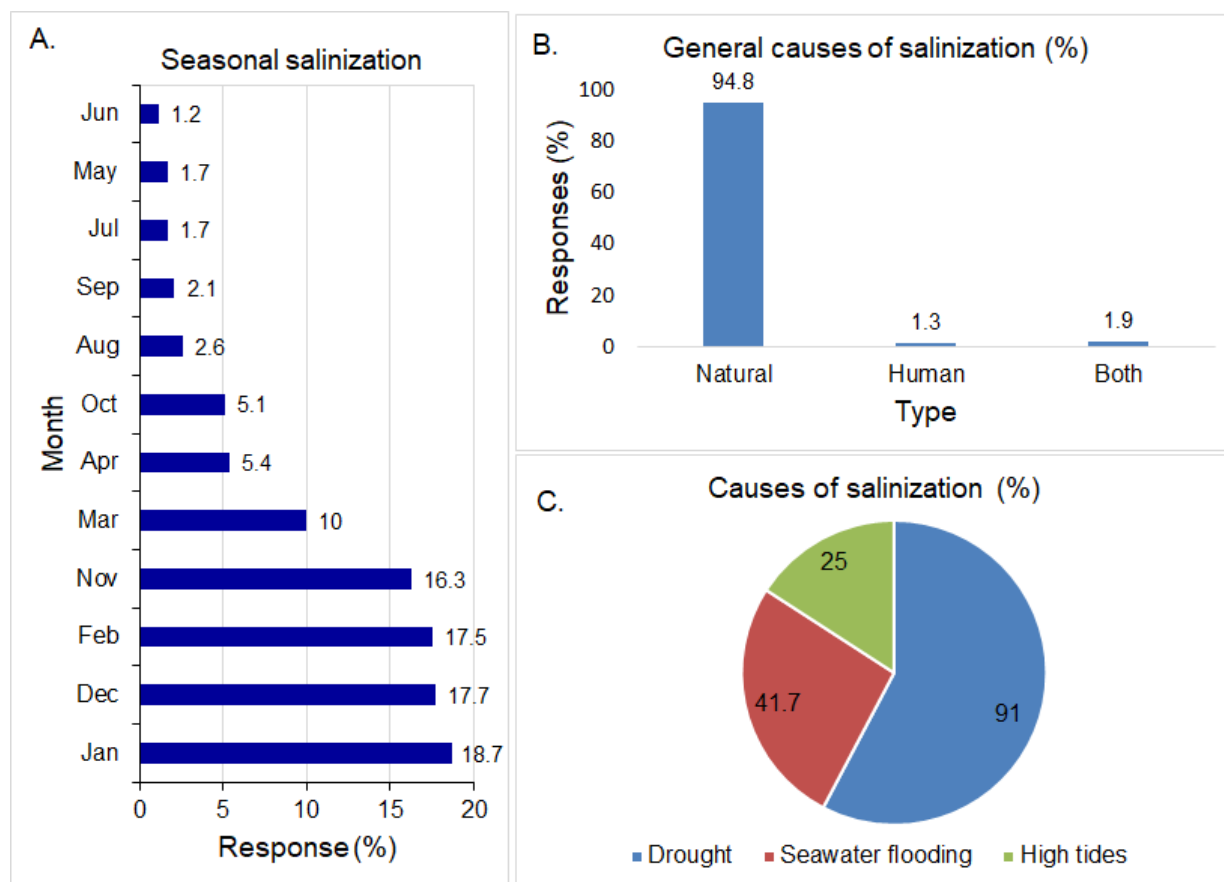 A.
Seasonal salinization
Jun 1.2
May 1.7
Jul 1.7
Sep 2.1
Aug 2.6
Oct 5.1
Apr 5.4
Mar 10
Nov 16.3
Feb 17.5
Dec 17.7
Jan 18.7
0 5 10 15 20
Month
Response (%)
B.
General causes of salinization (%)
100
80
60
40
20
0
Responses (%)
94.8 1.3 1.9
Natural Human Both
Type
C.
Causes of salinization (%)
25
41.7
91
Drought Seawater flooding High tides